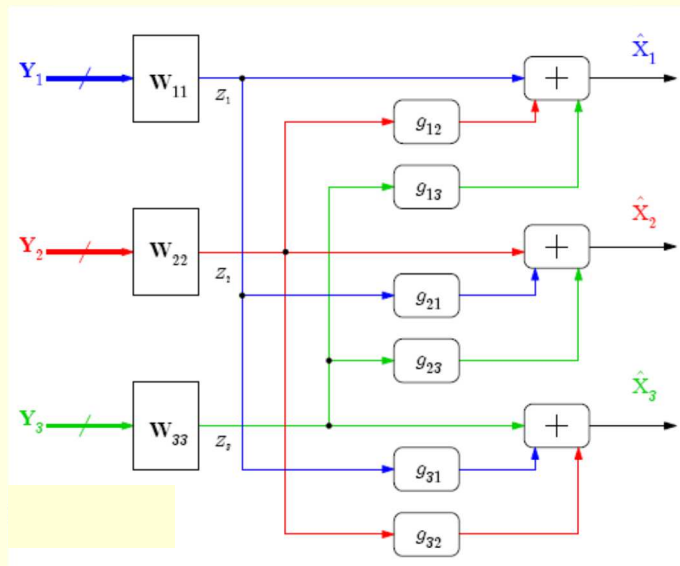 Y₁ W₁₁ z₁ + X̂₁
g₁₂
g₁₃
Y₂ W₂₂ z₂ + X̂₂
g₂₁
g₂₃
Y₃ W₃₃ z₃ + X̂₃
g₃₁
g₃₂